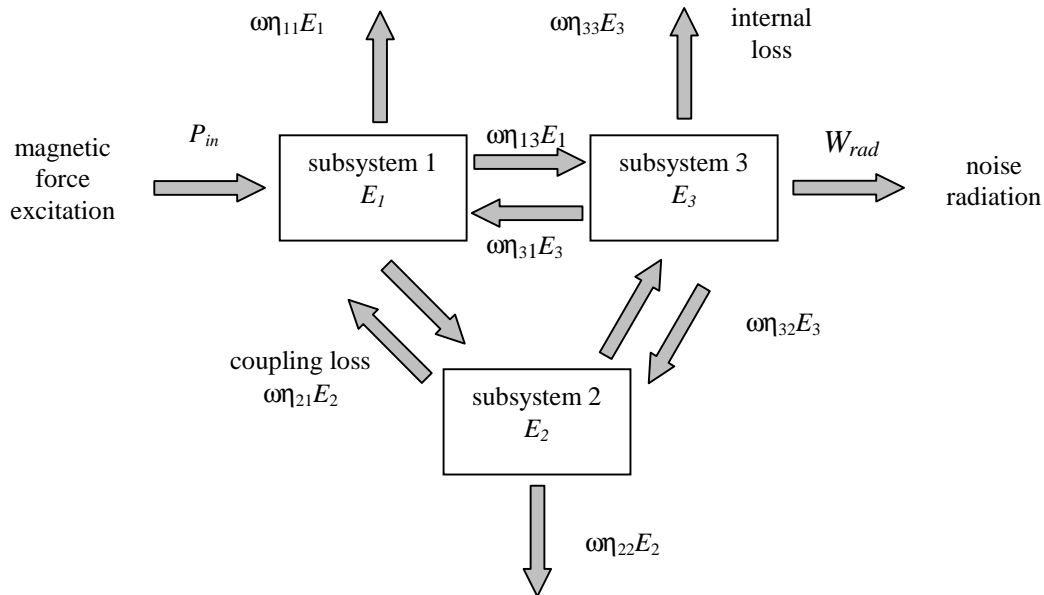 ωη11E1
ωη33E3
internal
loss
magnetic
force
excitation
Pin
subsystem 1
E1
ωη13E1
ωη31E3
subsystem 3
E3
Wrad
noise
radiation
coupling loss
ωη21E2
ωη32E3
subsystem 2
E2
ωη22E2